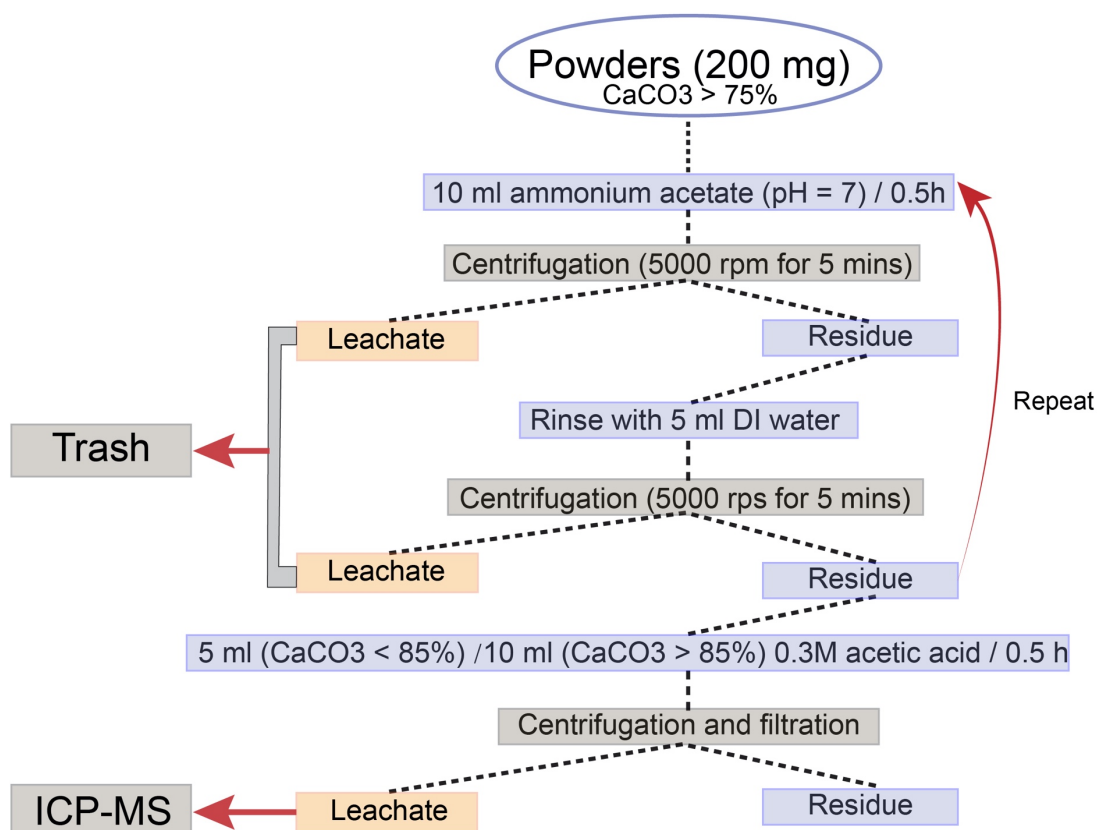 Powders (200 mg)
CaCO3 > 75%
10 ml ammonium acetate (pH = 7) / 0.5h
Centrifugation (5000 rpm for 5 mins)
Leachate
Residue
Repeat
Rinse with 5 ml DI water
Trash
Centrifugation (5000 rps for 5 mins)
Leachate
Residue
5 ml (CaCO3 < 85%) /10 ml (CaCO3 > 85%) 0.3M acetic acid / 0.5 h
Centrifugation and filtration
ICP-MS
Leachate
Residue